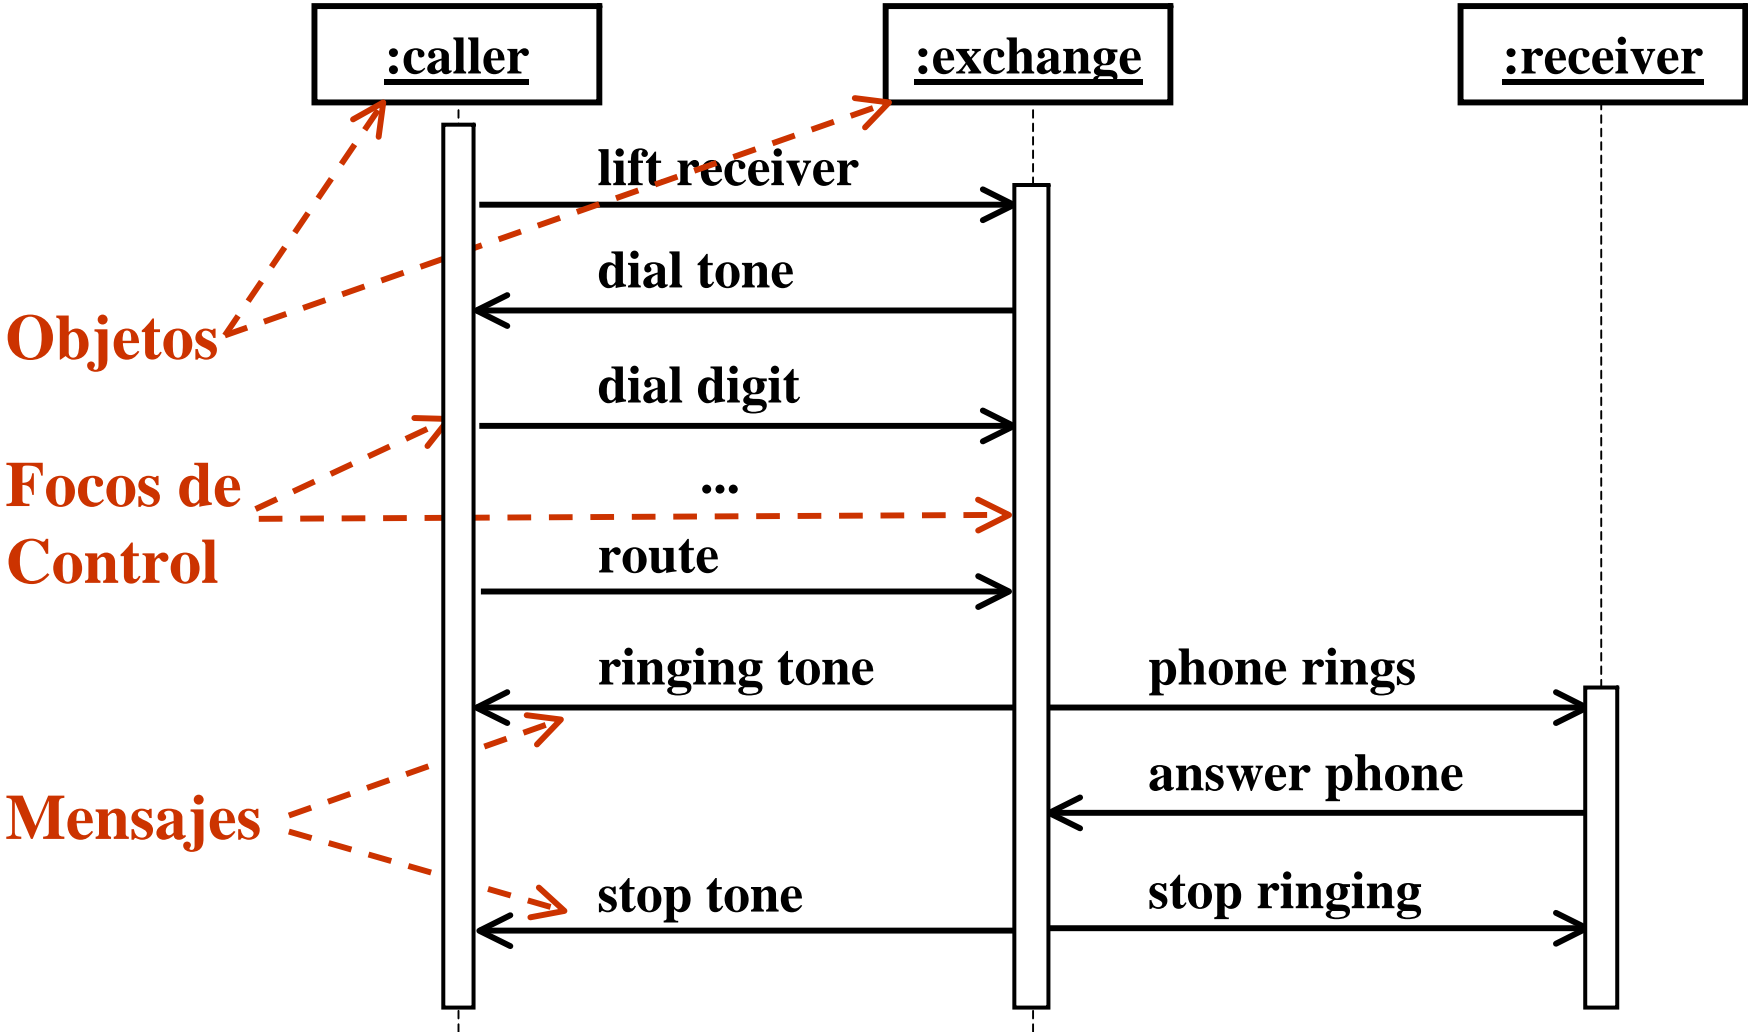 :caller
:exchange
:receiver
lift receiver
dial tone
Objetos
dial digit
Focos de
Control
...
route
ringing tone
phone rings
answer phone
Mensajes
stop tone
stop ringing